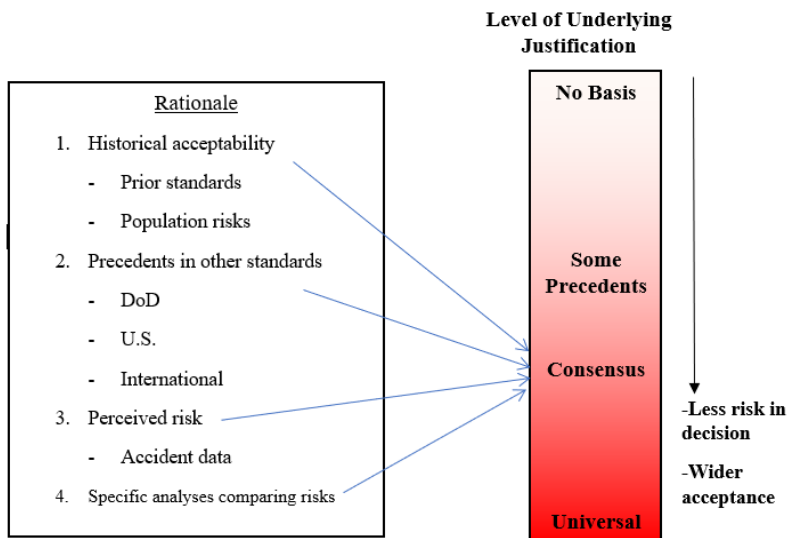 Level of Underlying
Justification
Rationale
1. Historical acceptability
- Prior standards
- Population risks
2. Precedents in other standards
- DoD
- U.S.
- International
3. Perceived risk
- Accident data
4. Specific analyses comparing risks
No Basis
Some
Precedents
Consensus
Universal
-Less risk in
decision
-Wider
acceptance